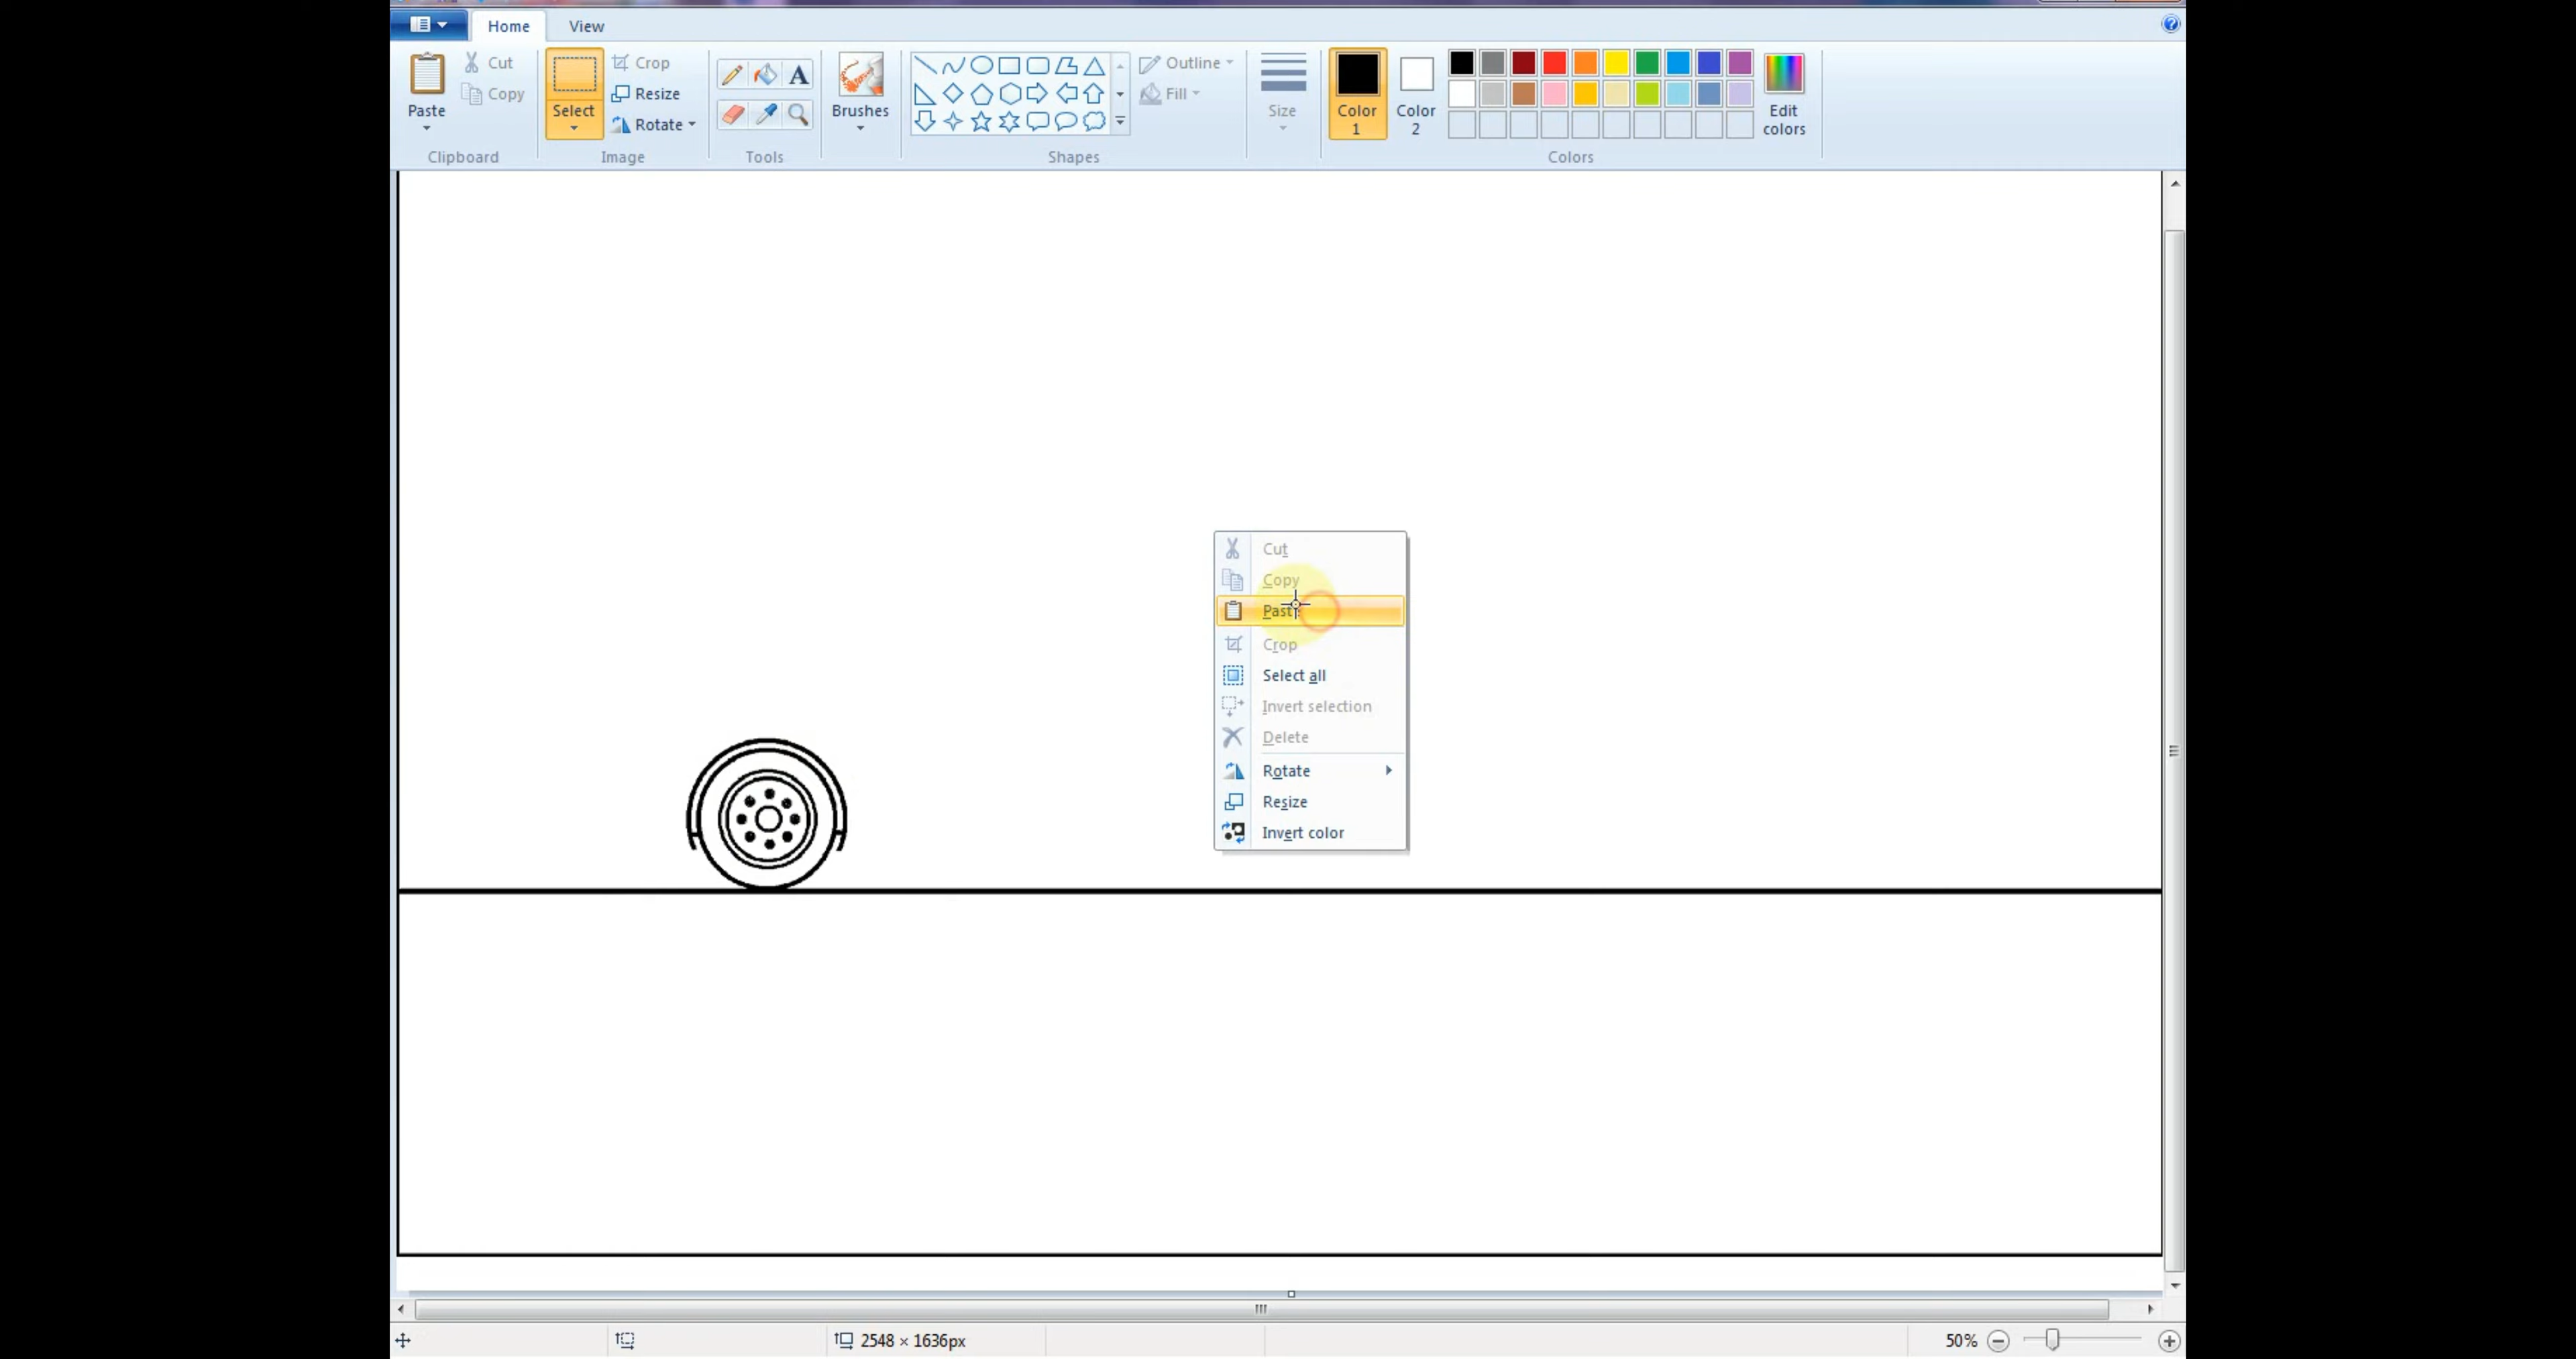 Home View
Paste
Cut
Copy
Clipboard
Select
Crop
Resize
Rotate
Image
A
Tools
Brushes
Outline
Fill
Shapes
Size
Color
1
Color
2
Edit
colors
Colors
Cut
Copy
Paste
Crop
Select all
Invert selection
Delete
Rotate
Resize
Invert color
2548 × 1636px
50%